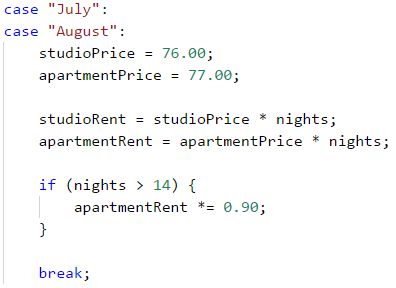 case "July":
case "August":
    studioPrice = 76.00;
    apartmentPrice = 77.00;

    studioRent = studioPrice * nights;
    apartmentRent = apartmentPrice * nights;

    if (nights > 14) {
        apartmentRent *= 0.90;
    }

    break;